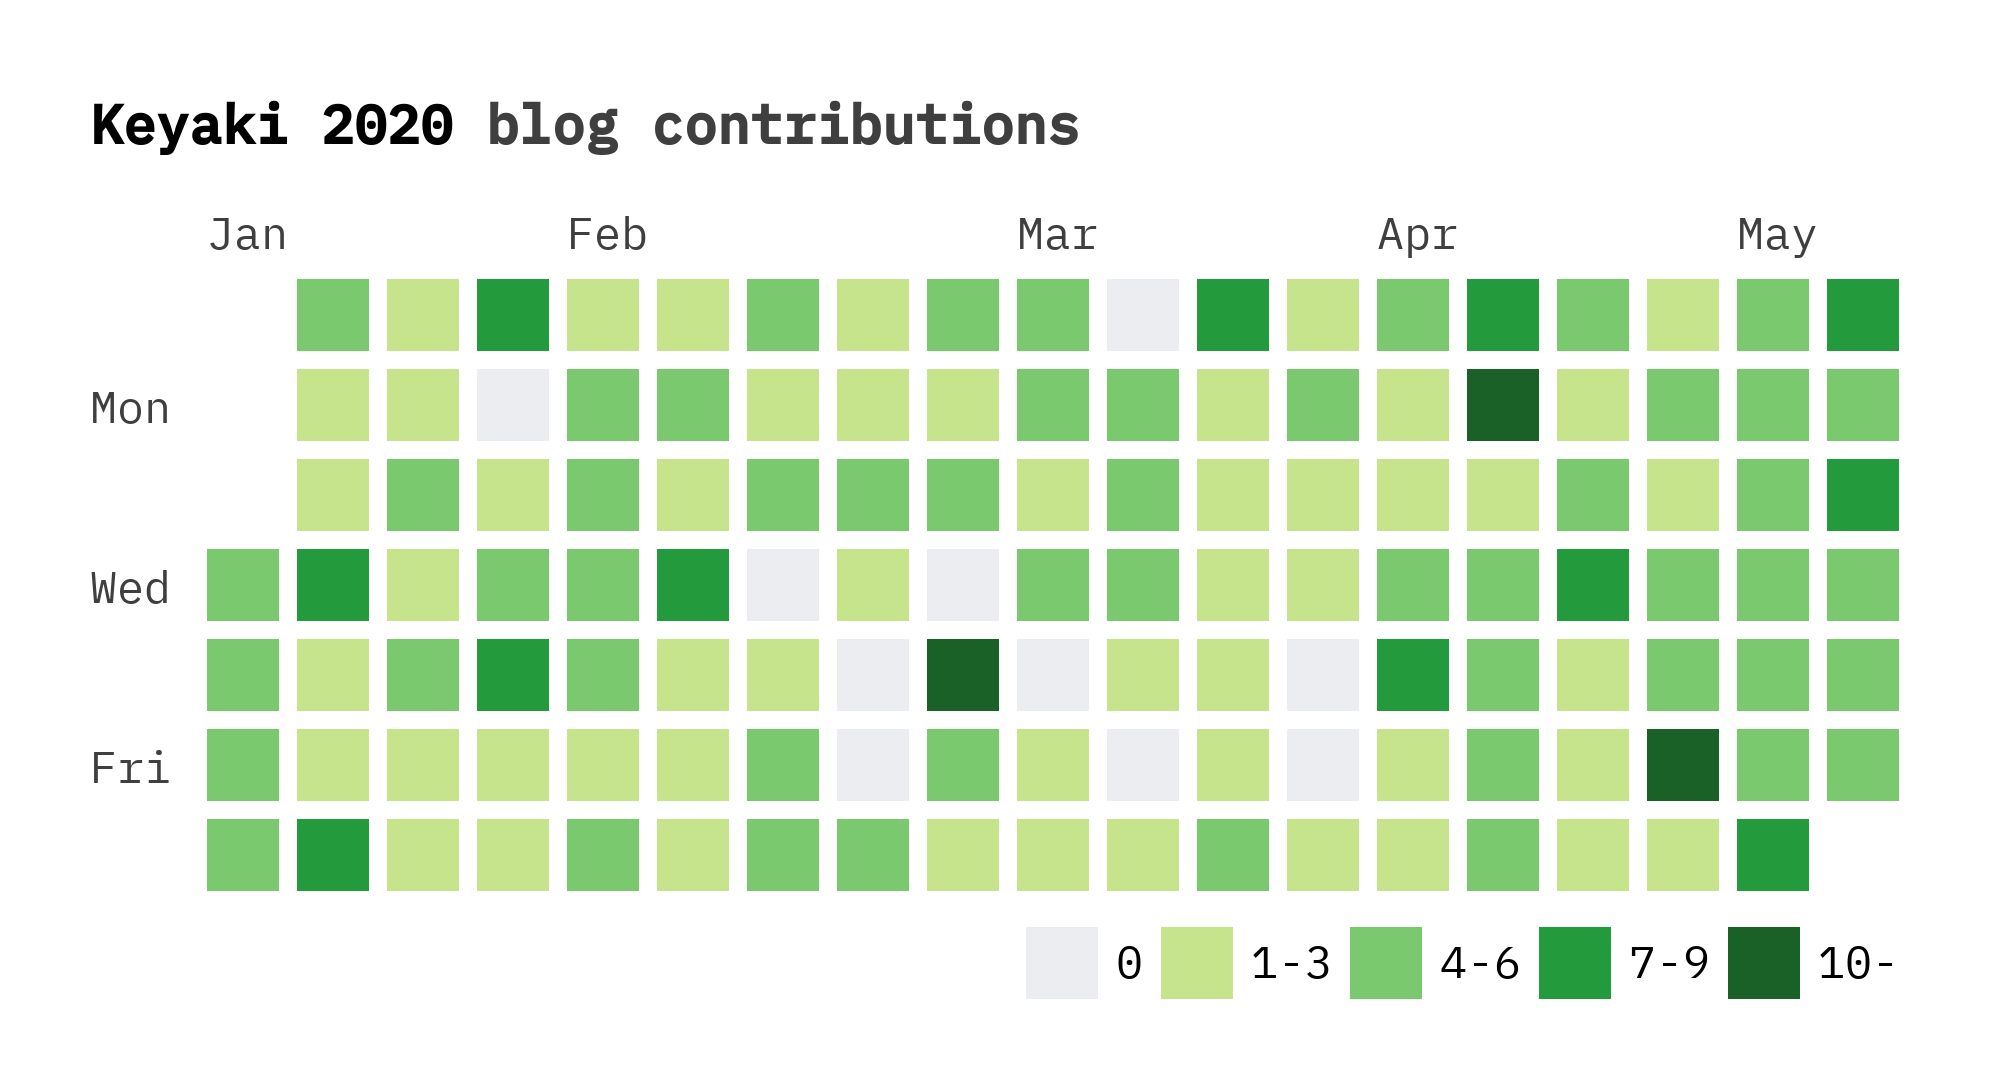 Keyaki 2020 blog contributions
Jan Feb Mar Apr May
Mon
Wed
Fri
0 1-3 4-6 7-9 10-